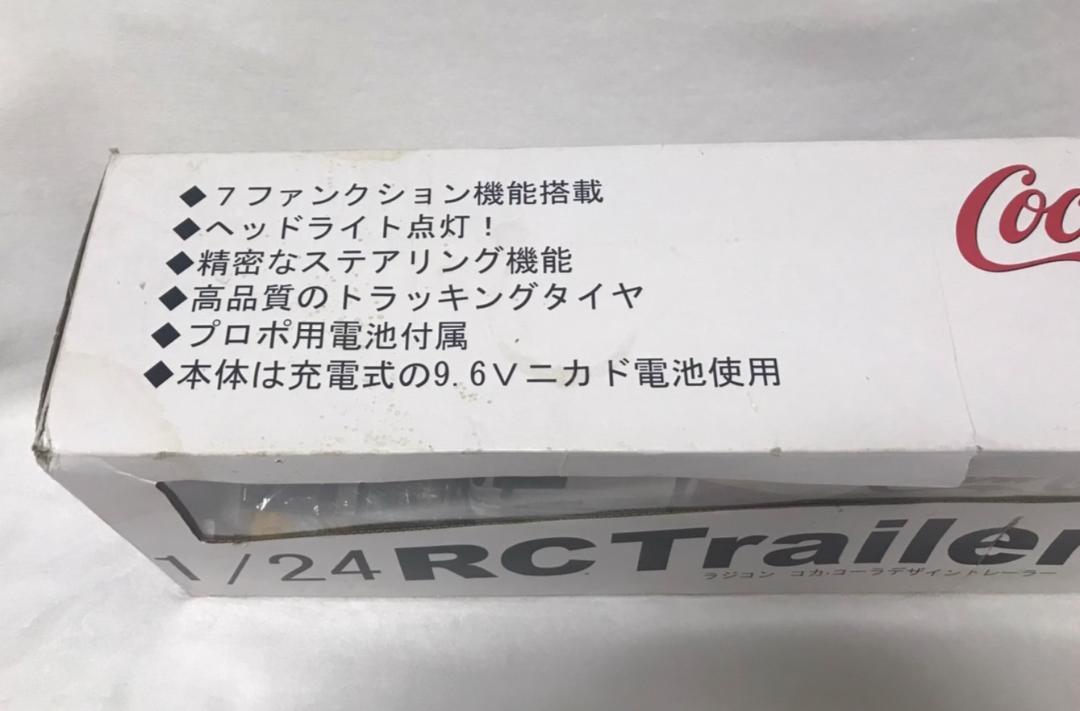 ◆7ファンクション機能搭載
◆ヘッドライト点灯！
◆精密なステアリング機能
◆高品質のトラッキングタイヤ
◆プロポ用電池付属
◆本体は充電式の9.6Vニカド電池使用
Coc
1/24 RC Trailer
ラジコン コカ・コーラデザイントレーラー